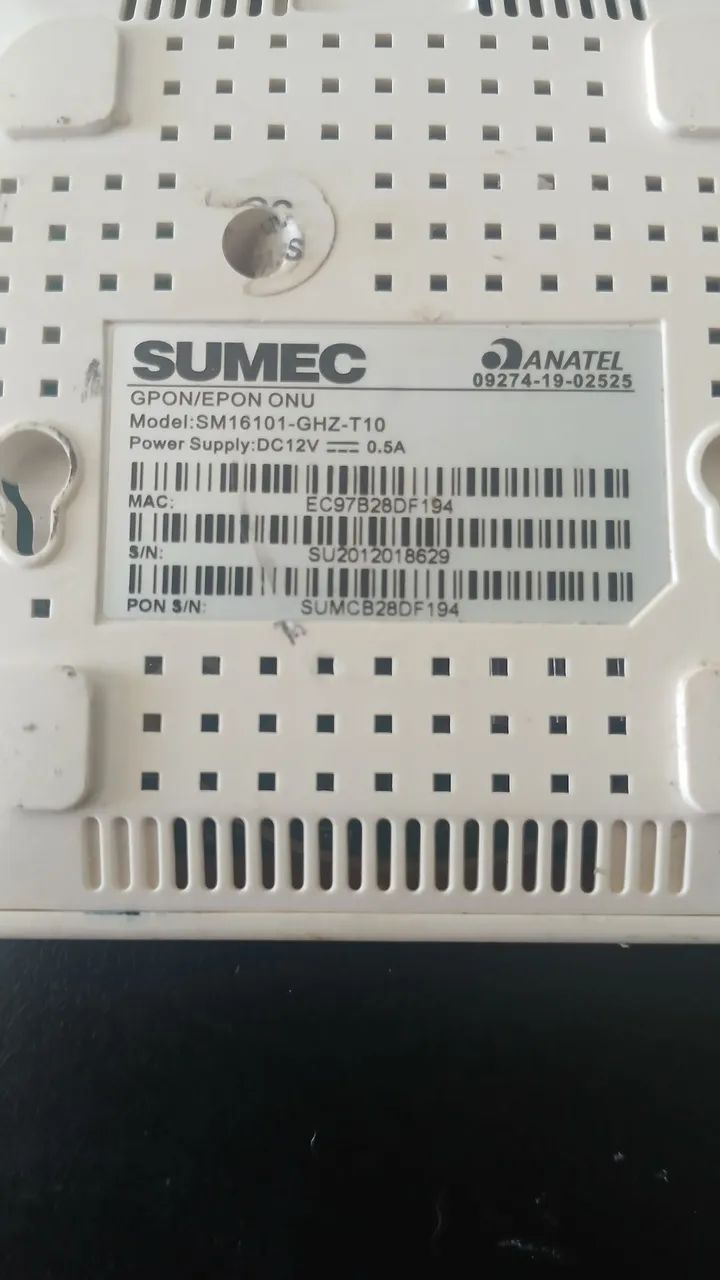 SUMEC
ANATEL
09274-19-02525
GPON/EPON ONU
Model:SM16101-GHZ-T10
Power Supply:DC12V 0.5A
MAC: EC97B28DF194
S/N: SU2012018629
PON S/N: SUMCB28DF194